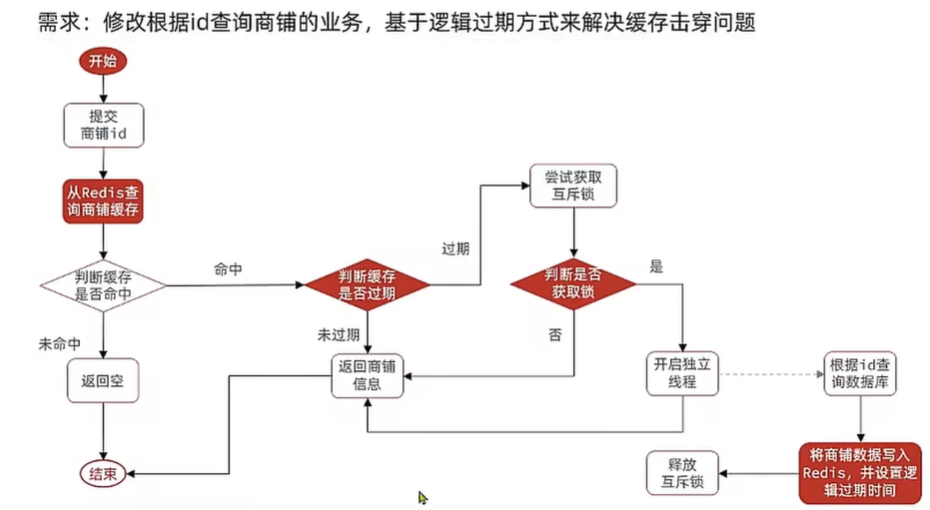 需求：修改根据id查询商铺的业务，基于逻辑过期方式来解决缓存击穿问题
开始
提交
商铺id
从Redis查
询商铺缓存
判断缓存
是否命中
命中
未命中
返回空
结束
判断缓存
是否过期
过期
未过期
返回商铺
信息
尝试获取
互斥锁
判断是否
获取锁
是
否
开启独立
线程
根据id查
询数据库
将商铺数据写入
Redis，并设置逻
辑过期时间
释放
互斥锁